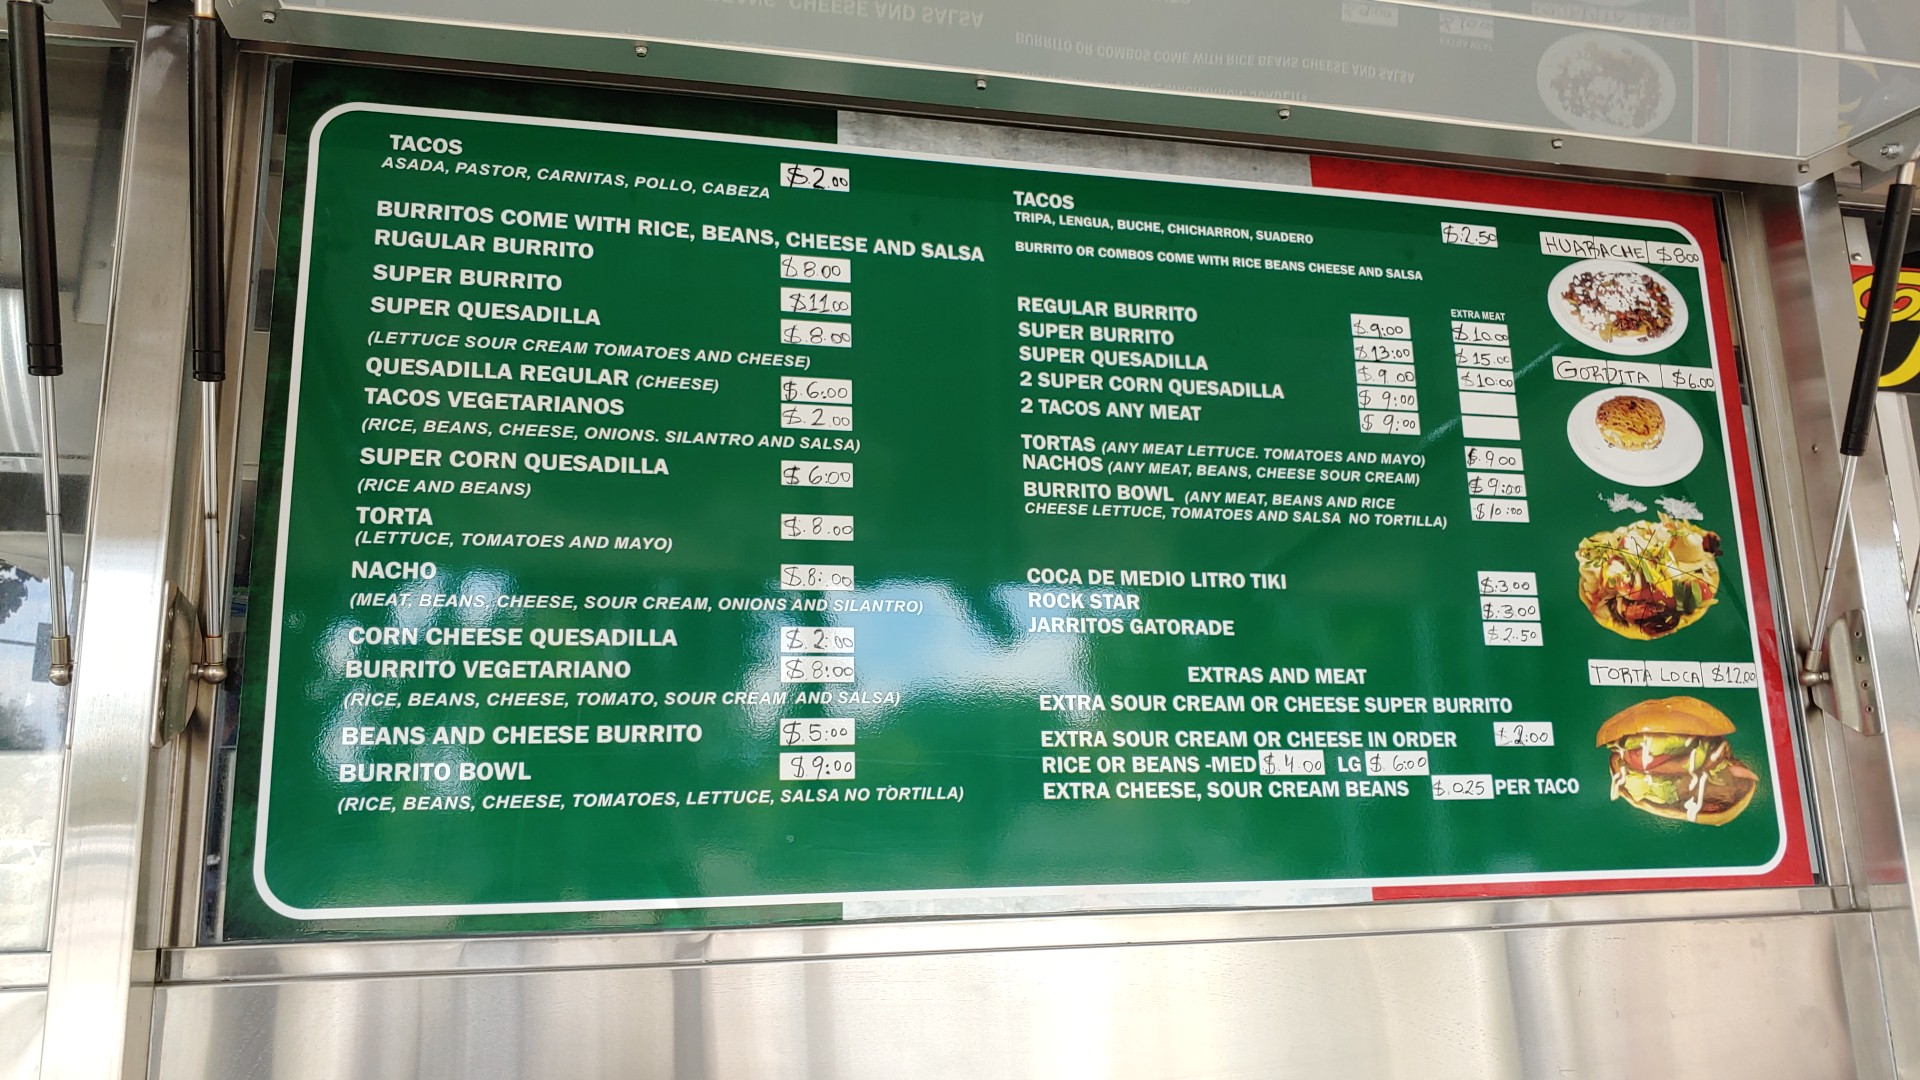 TACOS
ASADA, PASTOR, CARNITAS, POLLO, CABEZA $.2.00
BURRITOS COME WITH RICE, BEANS, CHEESE AND SALSA
RUGULAR BURRITO $8.00
SUPER BURRITO $11.00
SUPER QUESADILLA $.8.00
(LETTUCE SOUR CREAM TOMATOES AND CHEESE)
QUESADILLA REGULAR (CHEESE) $.6:00
TACOS VEGETARIANOS $.2.00
(RICE, BEANS, CHEESE, ONIONS. SILANTRO AND SALSA)
SUPER CORN QUESADILLA $6:00
(RICE AND BEANS)
TORTA $.8.00
(LETTUCE, TOMATOES AND MAYO)
NACHO $.8:.00
(MEAT, BEANS, CHEESE, SOUR CREAM, ONIONS AND SILANTRO)
CORN CHEESE QUESADILLA $.2:00
BURRITO VEGETARIANO $8:00
(RICE, BEANS, CHEESE, TOMATO, SOUR CREAM AND SALSA)
BEANS AND CHEESE BURRITO $.5:00
BURRITO BOWL $9:00
(RICE, BEANS, CHEESE, TOMATOES, LETTUCE, SALSA NO TORTILLA)
TACOS
TRIPA, LENGUA, BUCHE, CHICHARRON, SUADERO $.2.50
BURRITO OR COMBOS COME WITH RICE BEANS CHEESE AND SALSA
EXTRA MEAT
REGULAR BURRITO $.9:00 $10.00
SUPER BURRITO $.13:00 $15.00
SUPER QUESADILLA $.9.00 $10:00
2 SUPER CORN QUESADILLA $9:00
2 TACOS ANY MEAT $9:00
TORTAS (ANY MEAT LETTUCE. TOMATOES AND MAYO) $.900
NACHOS (ANY MEAT, BEANS, CHEESE SOUR CREAM) $9:00
BURRITO BOWL (ANY MEAT, BEANS AND RICE
CHEESE LETTUCE, TOMATOES AND SALSA NO TORTILLA) $10:00
COCA DE MEDIO LITRO TIKI $.300
ROCK STAR $.3.00
JARRITOS GATORADE $2.50
EXTRAS AND MEAT
EXTRA SOUR CREAM OR CHEESE SUPER BURRITO
EXTRA SOUR CREAM OR CHEESE IN ORDER $.2:00
RICE OR BEANS -MED $.4.00 LG $.6:00
EXTRA CHEESE, SOUR CREAM BEANS $.025 PER TACO
HUARACHE $800
GORDITA $6.00
TORTA LOCA $12.00